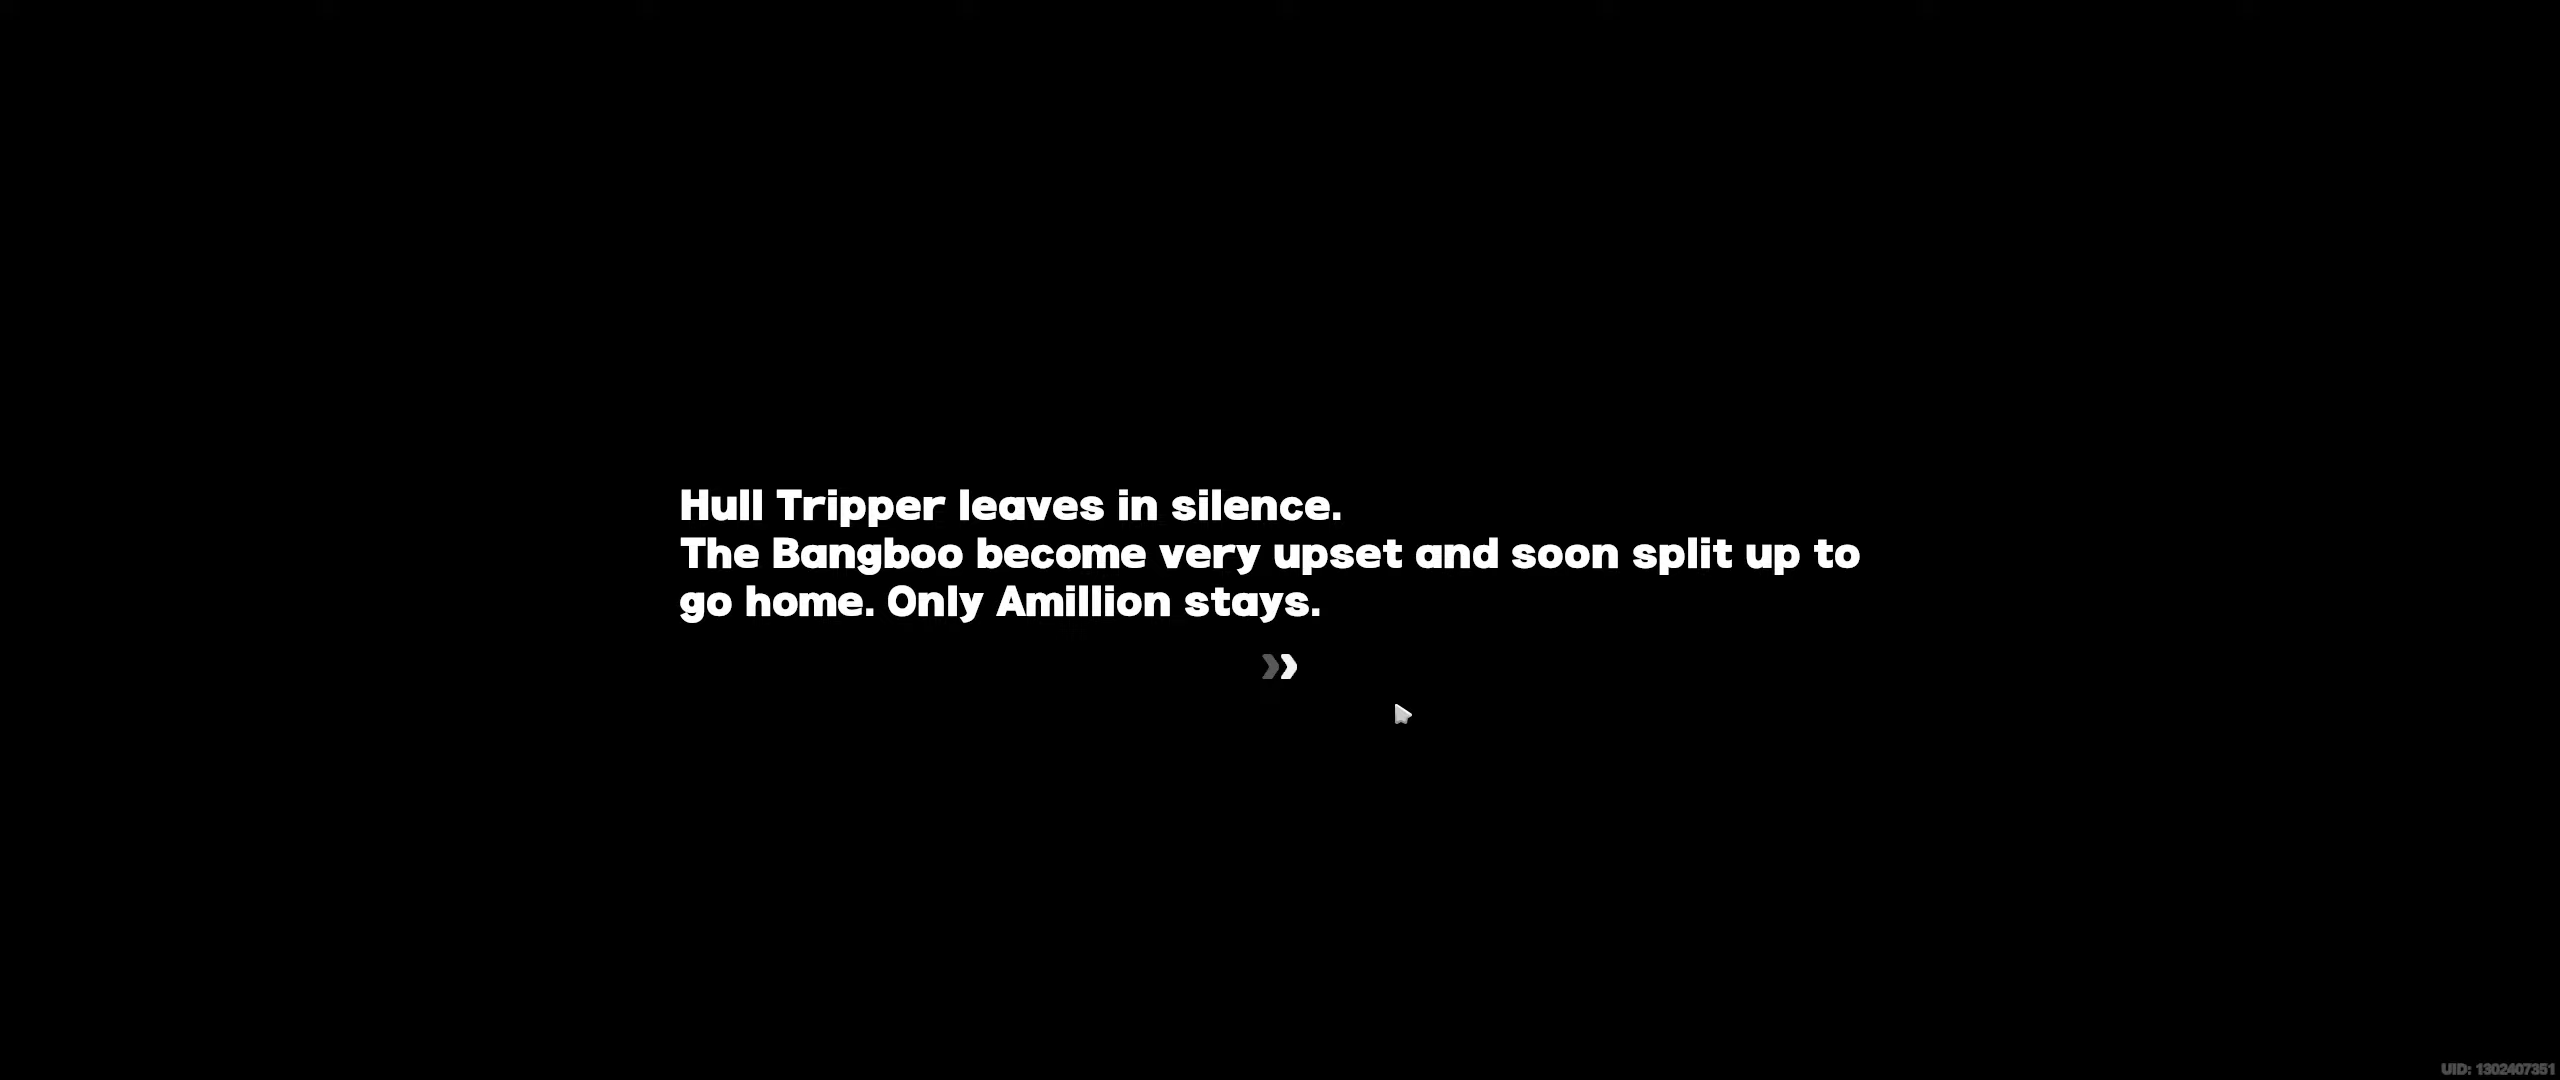 Hull Tripper leaves in silence.
The Bangboo become very upset and soon split up to
go home. Only Amillion stays.
UID: 1302407351